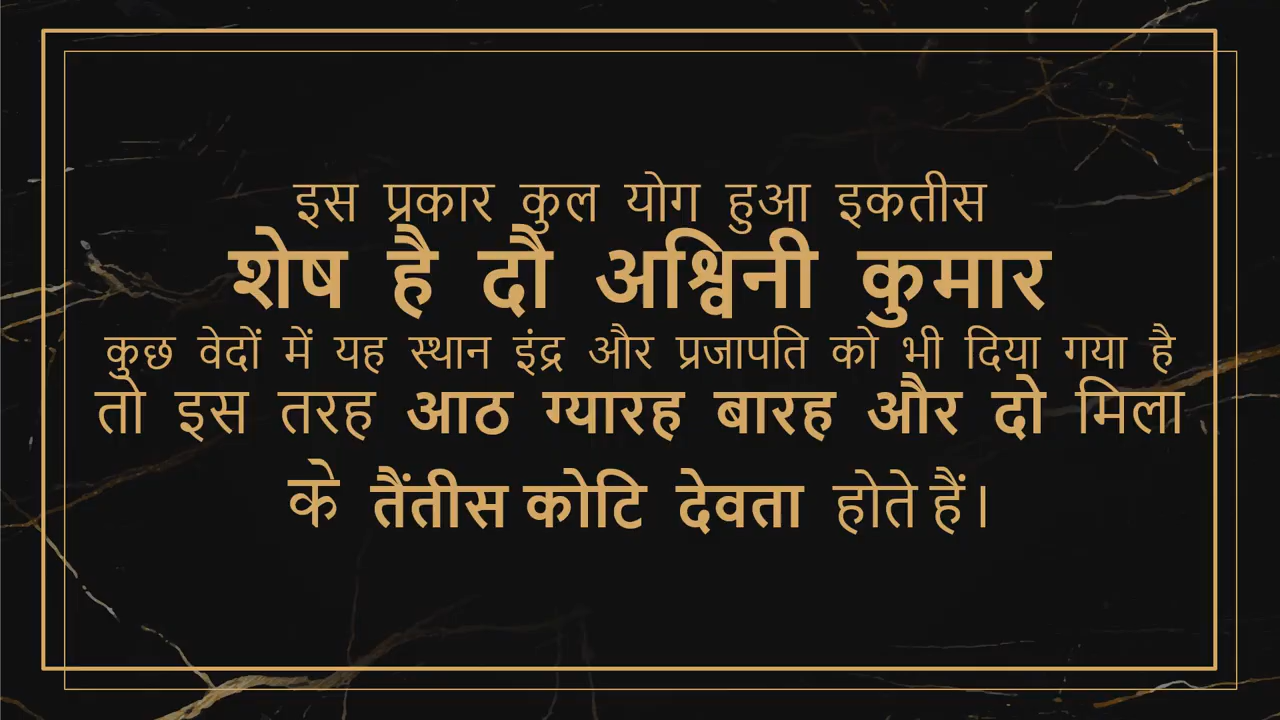 इस प्रकार कुल योग हुआ इकतीस
शेष है दौ अश्विनी कुमार
कुछ वेदों में यह स्थान इंद्र और प्रजापति को भी दिया गया है
तो इस तरह आठ ग्यारह बारह और दो मिला
के तैंतीस कोटि देवता होते हैं।